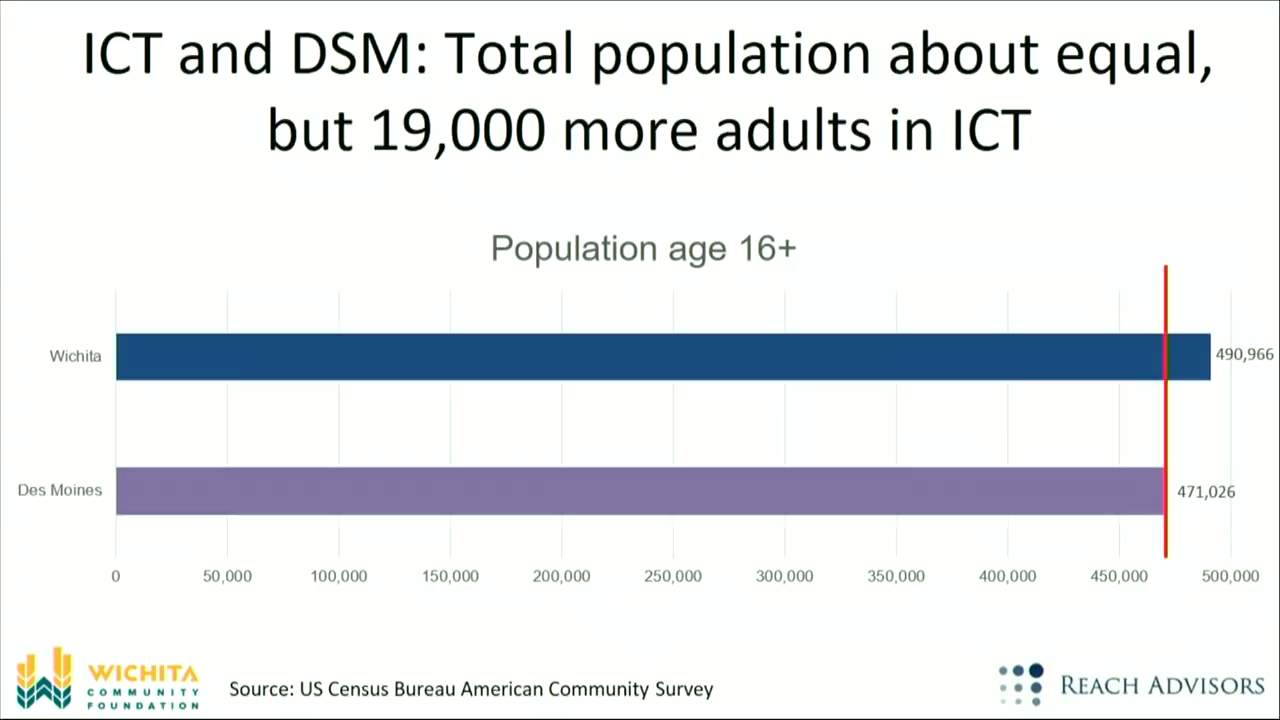 ICT and DSM: Total population about equal,
but 19,000 more adults in ICT
Population age 16+
Wichita
490,966
Des Moines
471,026
0 50,000 100,000 150,000 200,000 250,000 300,000 350,000 400,000 450,000 500,000
WICHITA
COMMUNITY
FOUNDATION
Source: US Census Bureau American Community Survey
REACH ADVISORS